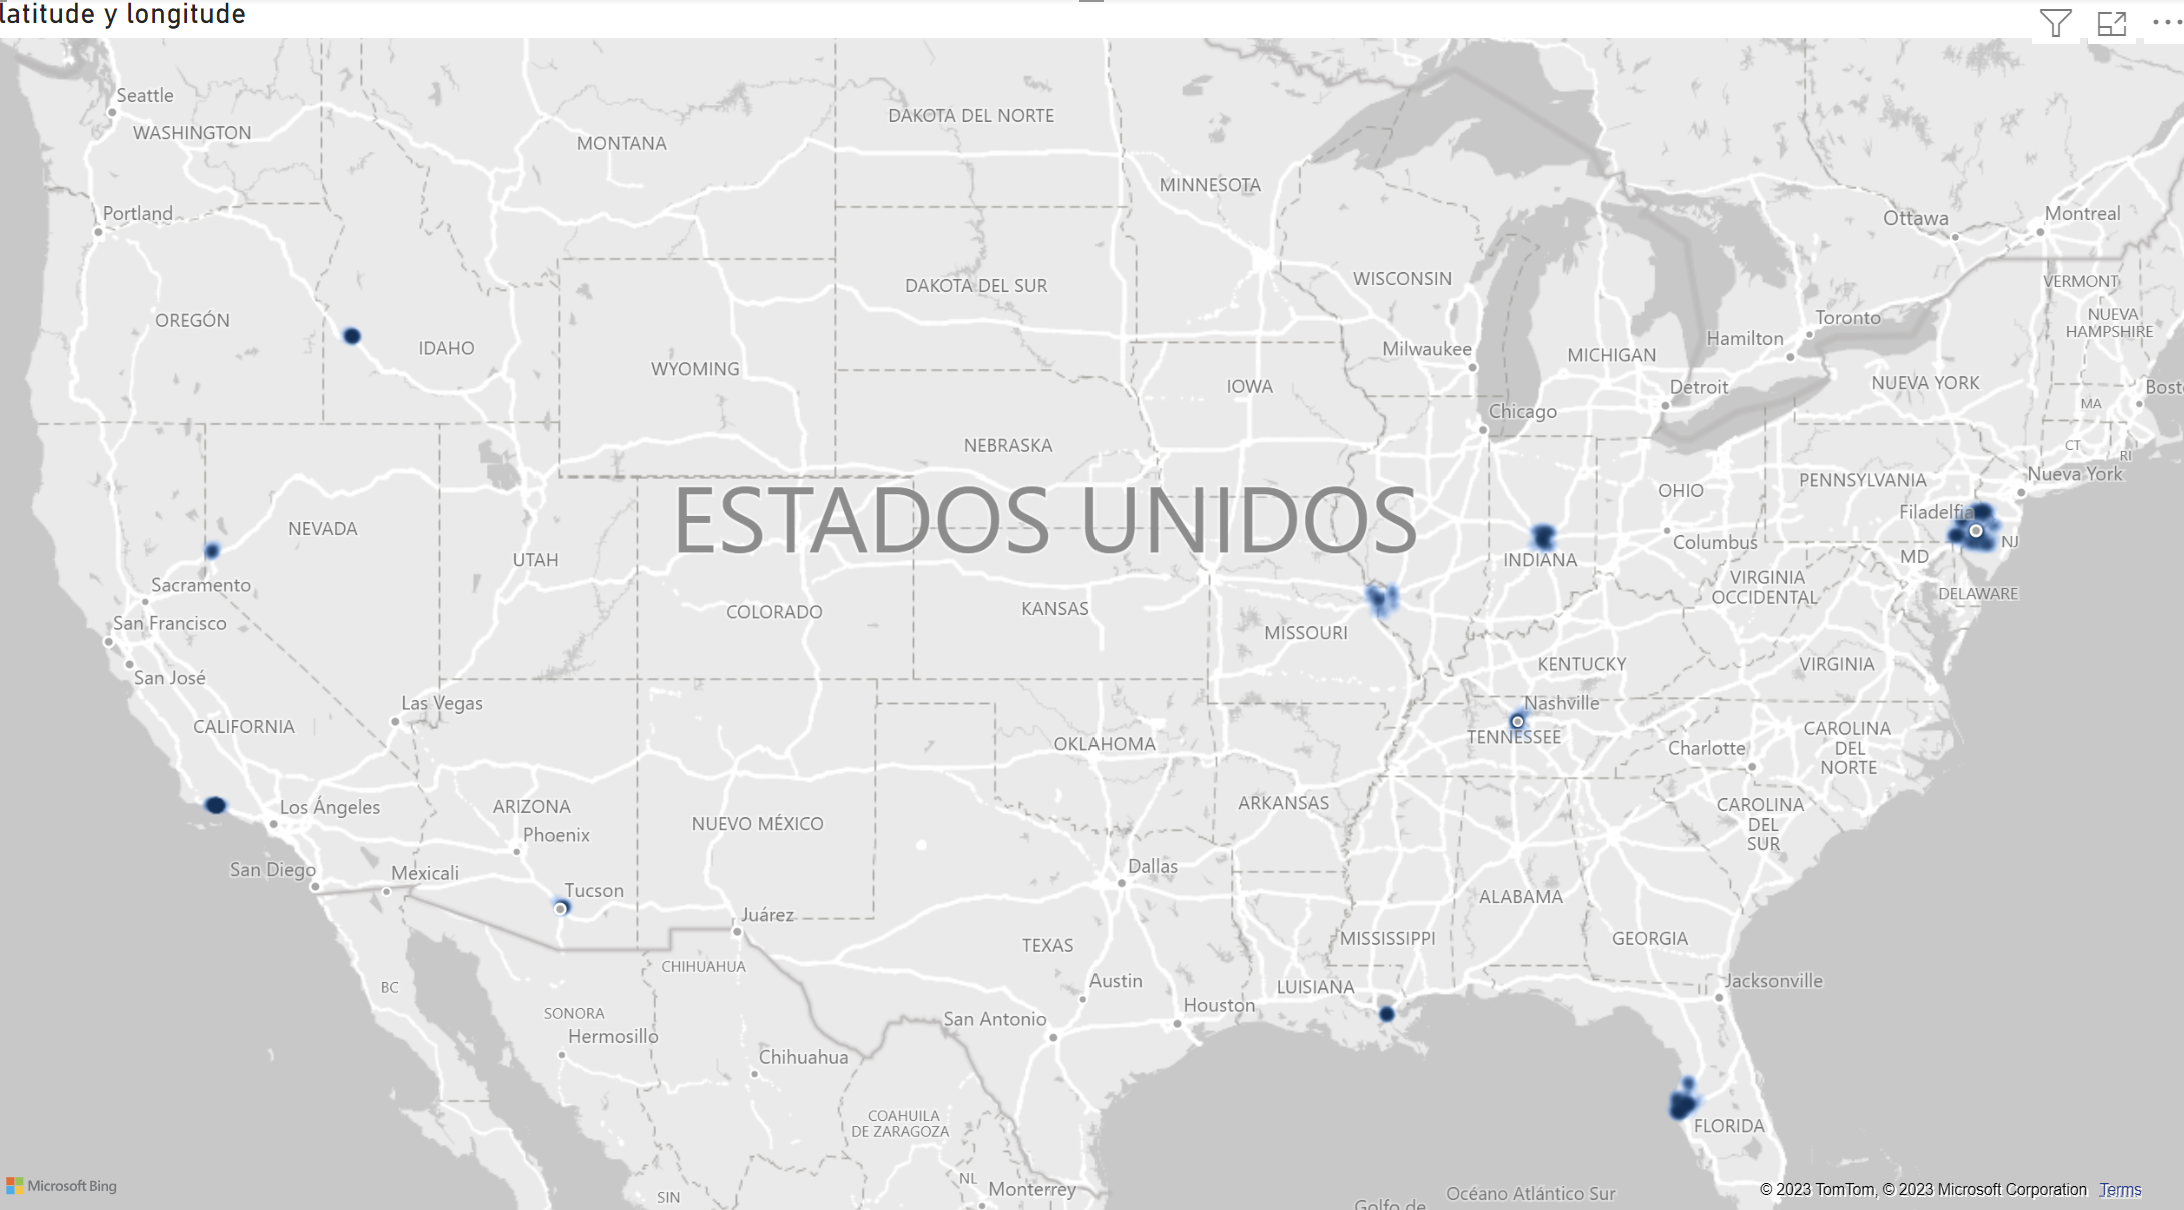 latitude y longitude
Seattle
WASHINGTON
MONTANA
DAKOTA DEL NORTE
MINNESOTA
Portland
Ottawa
Montreal
DAKOTA DEL SUR
WISCONSIN
VERMONT
OREGÓN
IDAHO
WYOMING
IOWA
Milwaukee
MICHIGAN
Hamilton
Toronto
NUEVA
HAMPSHIRE
Detroit
NUEVA YORK
Bost
MA
Chicago
NEBRASKA
CT
RI
ESTADOS UNIDOS
PENNSYLVANIA
Nueva York
OHIO
Filadelfia
NEVADA
UTAH
INDIANA
Columbus
NJ
MD
Sacramento
COLORADO
KANSAS
VIRGINIA
OCCIDENTAL
DELAWARE
San Francisco
MISSOURI
San José
KENTUCKY
VIRGINIA
Las Vegas
Nashville
CALIFORNIA
OKLAHOMA
TENNESSEE
Charlotte
CAROLINA
DEL
NORTE
Los Ángeles
ARIZONA
Phoenix
NUEVO MÉXICO
ARKANSAS
CAROLINA
DEL
SUR
San Diego
Mexicali
Tucson
Dallas
Juárez
ALABAMA
TEXAS
MISSISSIPPI
GEORGIA
CHIHUAHUA
BC
Austin
LUISIANA
Jacksonville
SONORA
Hermosillo
San Antonio
Houston
Chihuahua
COAHUILA
DE ZARAGOZA
FLORIDA
SIN
NL
Monterrey
Golfo de
Océano Atlántico Sur
Microsoft Bing
© 2023 TomTom, © 2023 Microsoft Corporation Terms